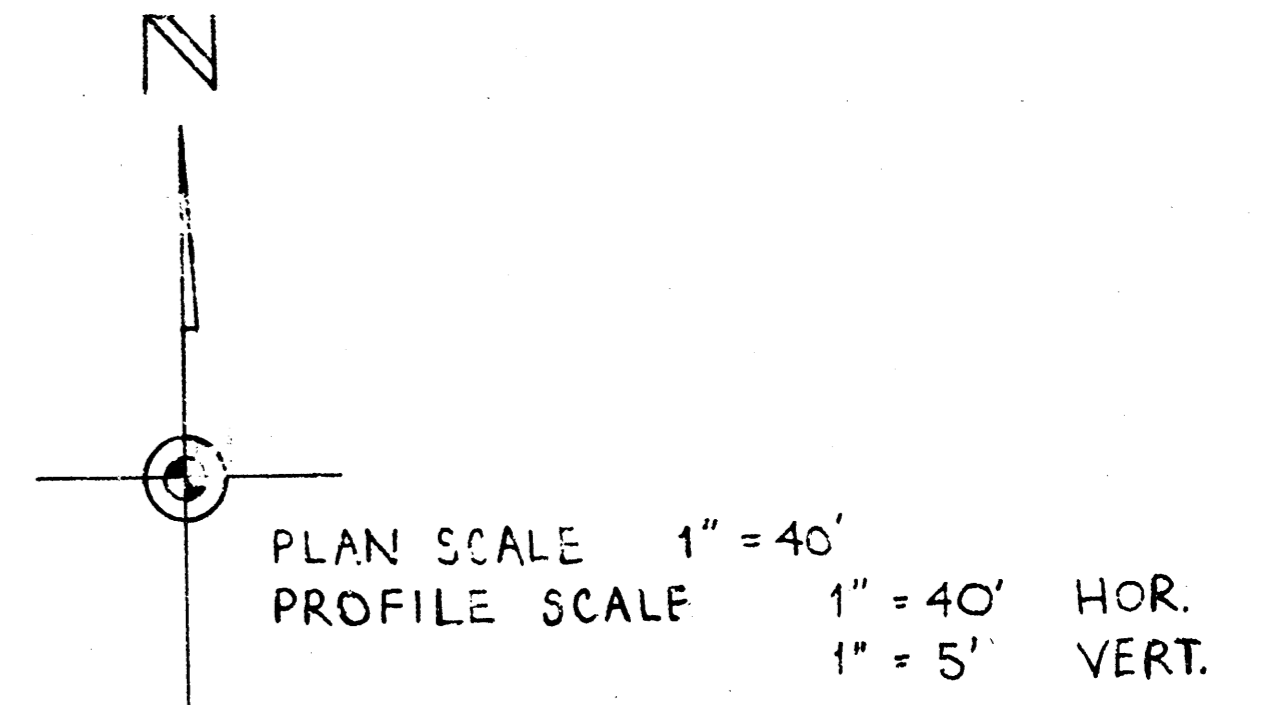 N
PLAN SCALE 1" = 40'
PROFILE SCALE 1" = 40' HOR.
1" = 5' VERT.